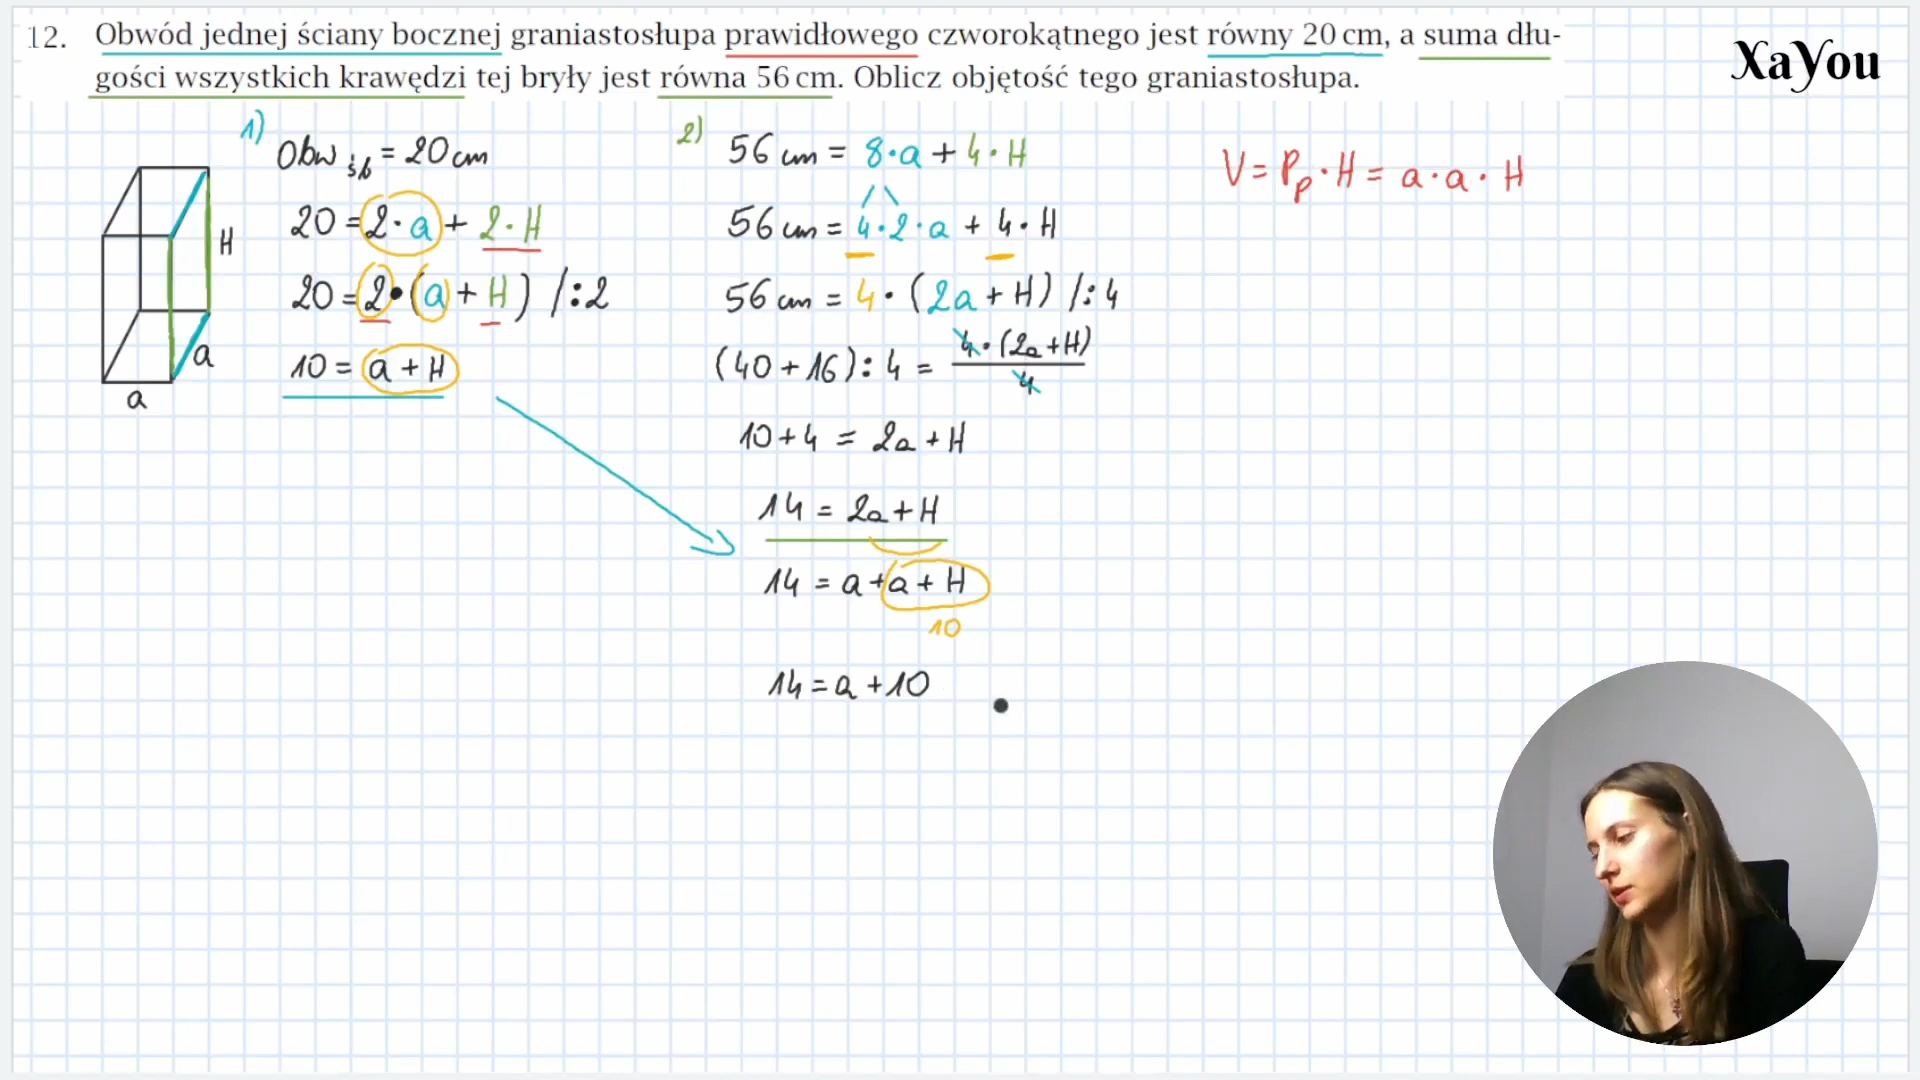 12. Obwód jednej ściany bocznej graniastosłupa prawidłowego czworokątnego jest równy 20 cm, a suma dłu-
gości wszystkich krawędzi tej bryły jest równa 56 cm. Oblicz objętość tego graniastosłupa.
XaYou
1)
Obw śb = 20 cm
20 = 2 · a + 2 · H
20 = 2 · (a + H) /:2
10 = a + H
H
a
a
2)
56 cm = 8 · a + 4 · H
56 cm = 4 · 2 · a + 4 · H
56 cm = 4 · (2a + H) /:4
(40 + 16) : 4 = 4 · (2a + H) / 4
10 + 4 = 2a + H
14 = 2a + H
14 = a + a + H
10
14 = a + 10
V = Pp · H = a · a · H